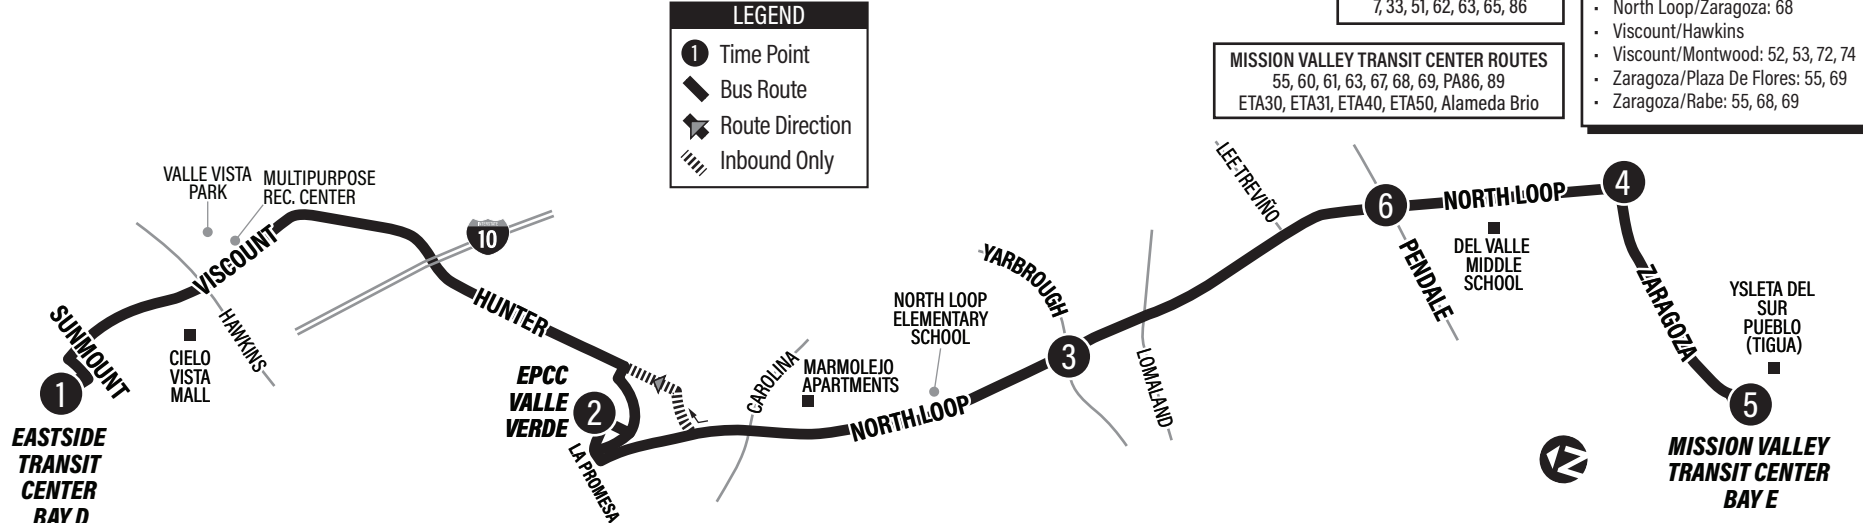 LEGEND
1 Time Point
Bus Route
Route Direction
Inbound Only
7, 33, 51, 62, 63, 65, 86
MISSION VALLEY TRANSIT CENTER ROUTES
55, 60, 61, 63, 67, 68, 69, PA86, 89
ETA30, ETA31, ETA40, ETA50, Alameda Brio
· North Loop/Zaragoza: 68
· Viscount/Hawkins
· Viscount/Montwood: 52, 53, 72, 74
· Zaragoza/Plaza De Flores: 55, 69
· Zaragoza/Rabe: 55, 68, 69
VALLE VISTA
PARK
MULTIPURPOSE
REC. CENTER
VISCOUNT
SUNMOUNT
HAWKINS
CIELO
VISTA
MALL
1
EASTSIDE
TRANSIT
CENTER
BAY D
INTERSTATE
10
HUNTER
EPCC
VALLE
VERDE
2
LA PROMESA
CAROLINA
MARMOLEJO
APARTMENTS
NORTH LOOP
NORTH LOOP
ELEMENTARY
SCHOOL
YARBROUGH
3
LOMALAND
LEE TREVIÑO
6
PENDALE
NORTH LOOP
DEL VALLE
MIDDLE
SCHOOL
4
ZARAGOZA
YSLETA DEL
SUR
PUEBLO
(TIGUA)
5
MISSION VALLEY
TRANSIT CENTER
BAY E
N